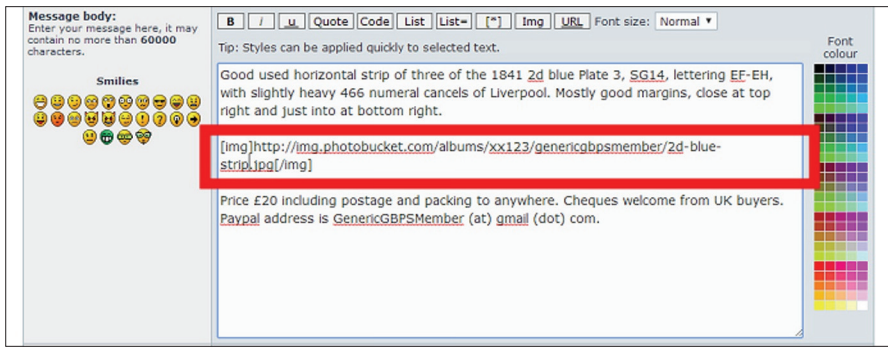 Message body:
Enter your message here, it may
contain no more than 60000
characters.
Smilies
B i u Quote Code List List= [*] Img URL Font size: Normal
Tip: Styles can be applied quickly to selected text.
Font
colour
Good used horizontal strip of three of the 1841 2d blue Plate 3, SG14, lettering EF-EH,
with slightly heavy 466 numeral cancels of Liverpool. Mostly good margins, close at top
right and just into at bottom right.
[img]http://img.photobucket.com/albums/xx123/genericgbpsmember/2d-blue-
strip.jpg[/img]
Price £20 including postage and packing to anywhere. Cheques welcome from UK buyers.
Paypal address is GenericGBPSMember (at) gmail (dot) com.